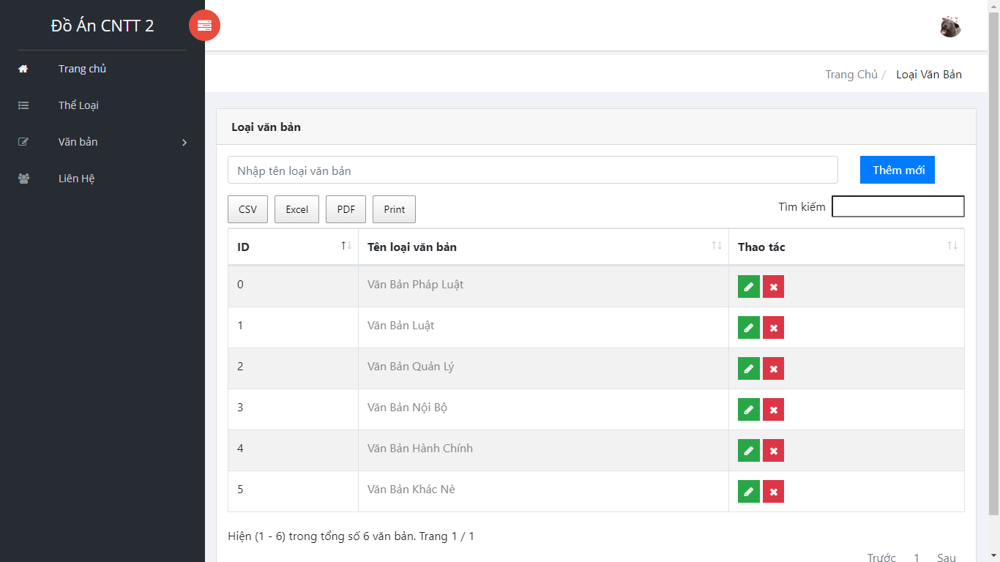 Đồ Án CNTT 2
Trang chủ
Thể Loại
Văn bản
Liên Hệ
Trang Chủ / Loại Văn Bản
Loại văn bản
Nhập tên loại văn bản
Thêm mới
CSV Excel PDF Print
Tìm kiếm
ID Tên loại văn bản Thao tác
0 Văn Bản Pháp Luật
1 Văn Bản Luật
2 Văn Bản Quản Lý
3 Văn Bản Nội Bộ
4 Văn Bản Hành Chính
5 Văn Bản Khác Nè
Hiện (1 - 6) trong tổng số 6 văn bản. Trang 1 / 1
Trước 1 Sau